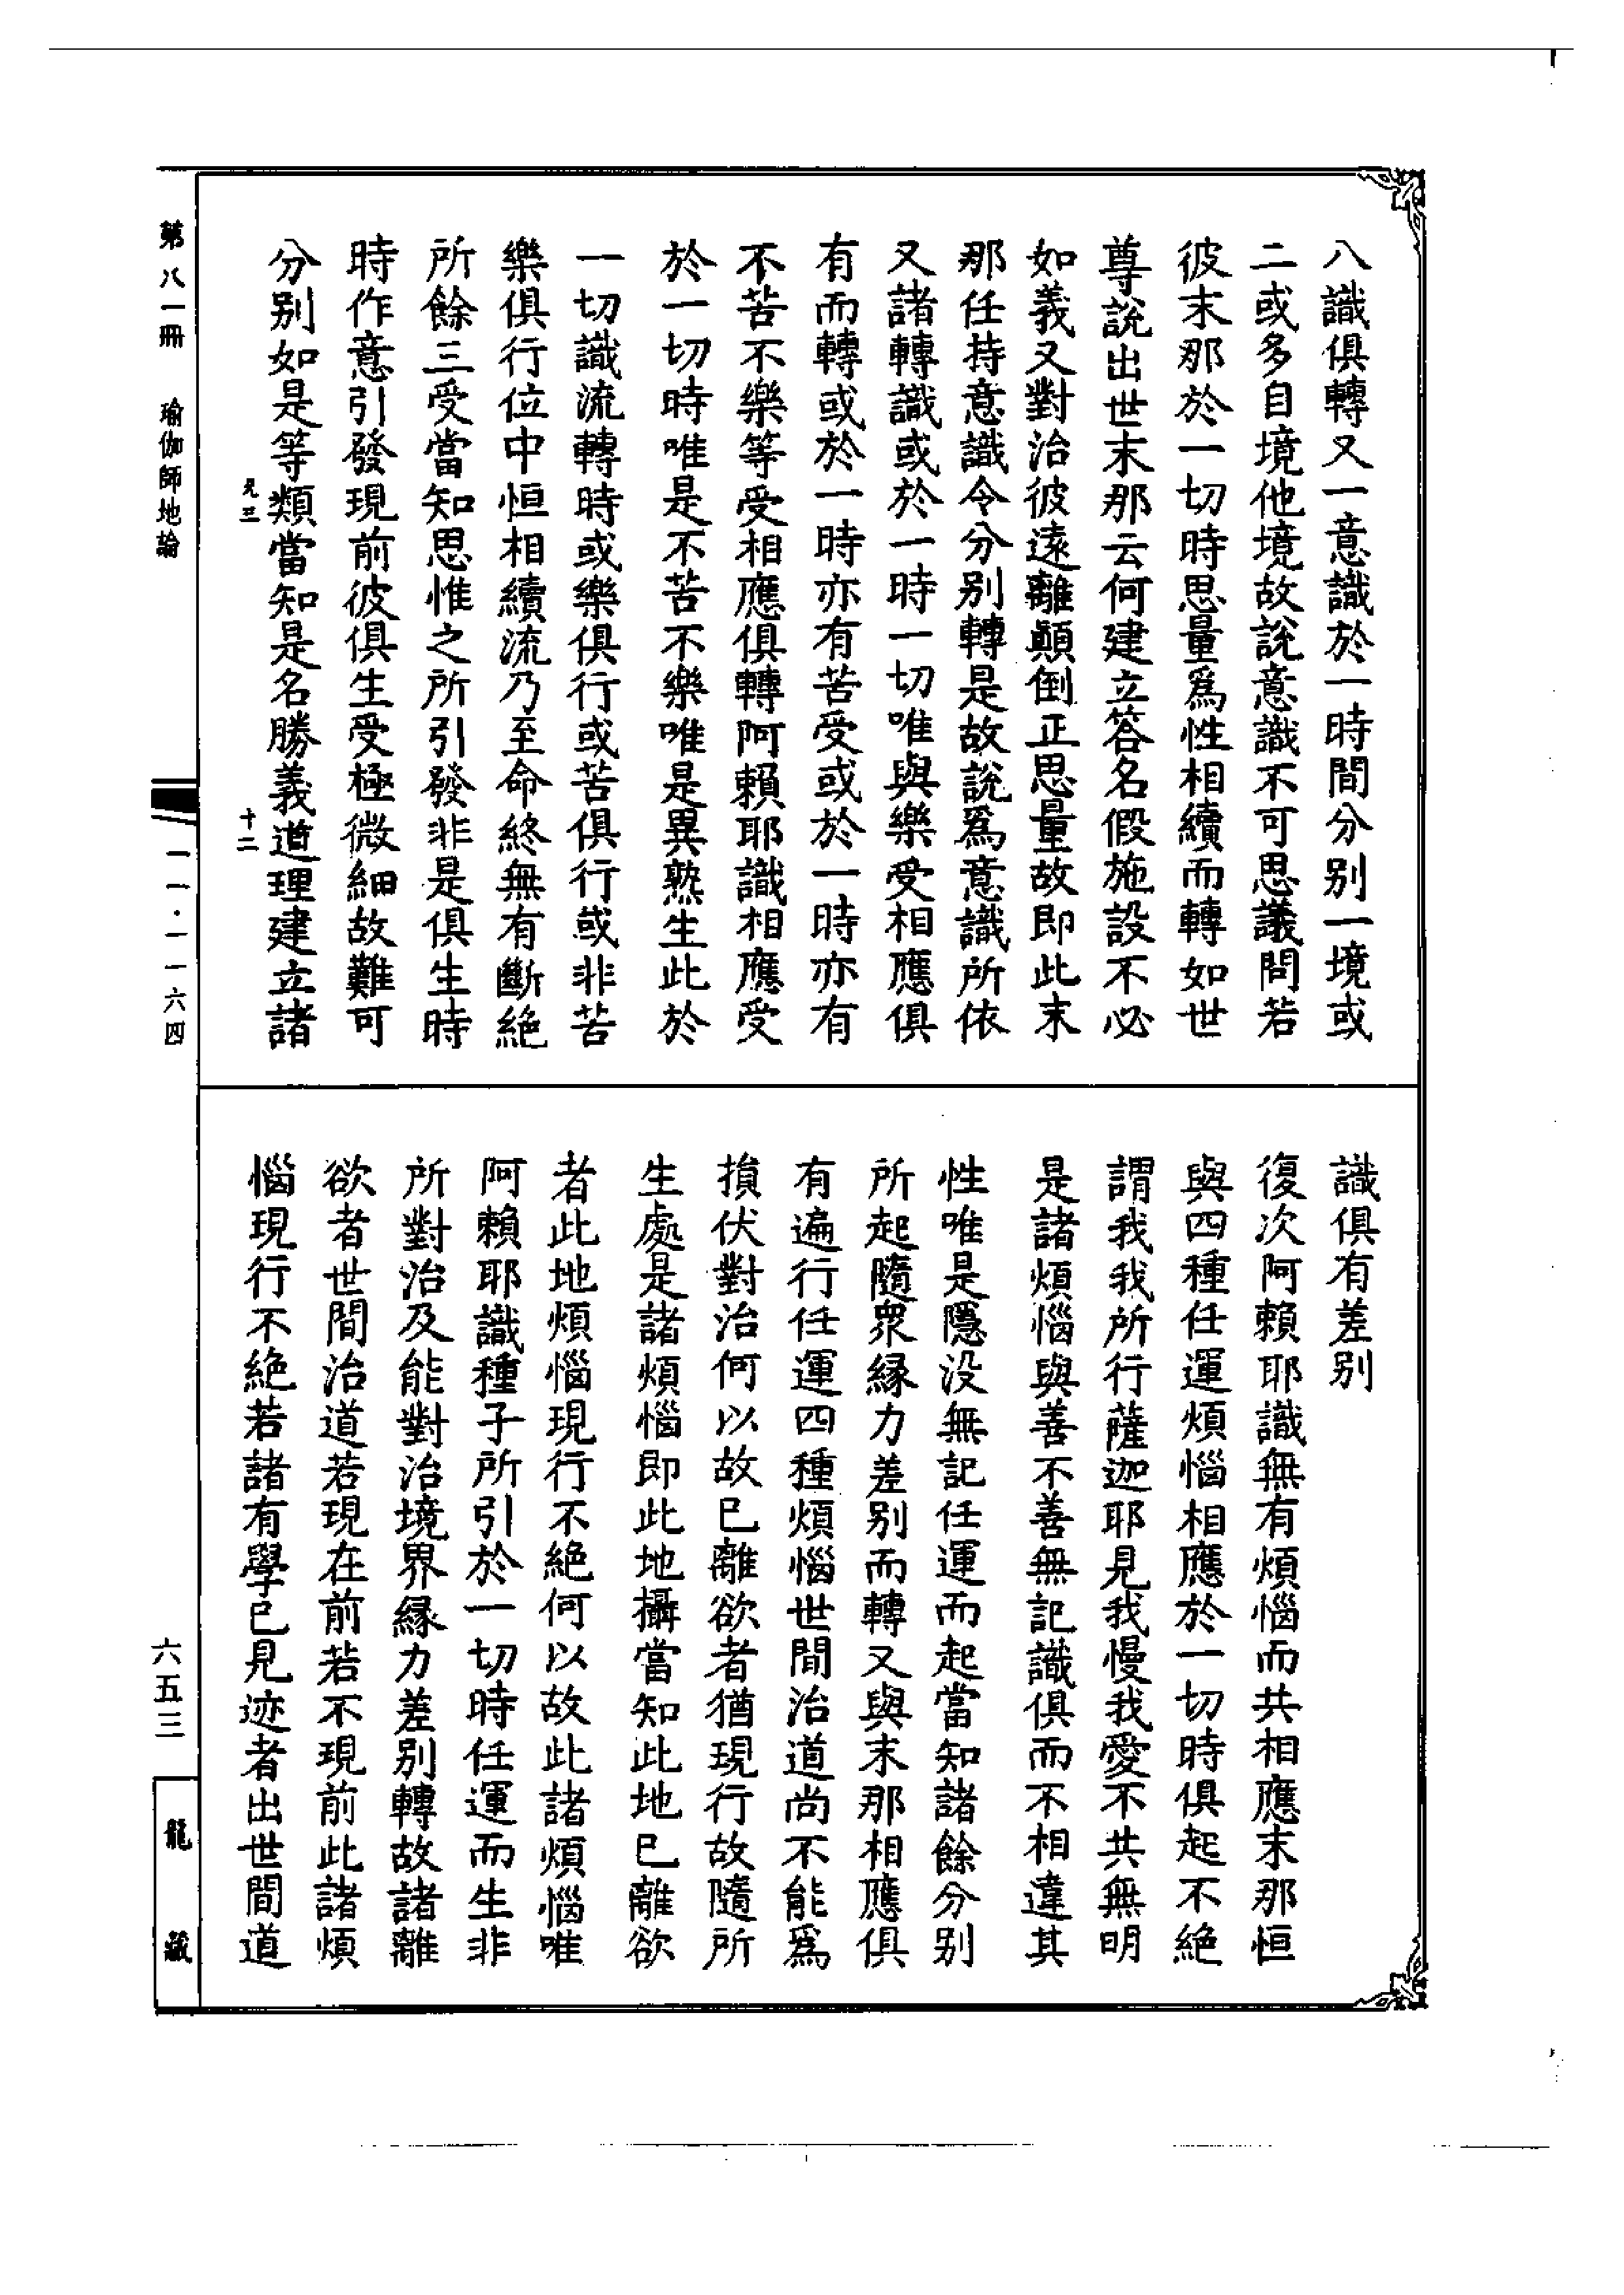 八識俱轉又一意識於一時間分别一境或
二或多自境他境故說意識不可思議問若
彼末那於一切時思量爲性相續而轉如世
尊說出世末那云何建立答名假施設不必
如義又對治彼遠離顚倒正思量故即此末
那任持意識令分别轉是故說爲意識所依
又諸轉識或於一時一切唯與樂受相應俱
有而轉或於一時亦有苦受或於一時亦有
不苦不樂等受相應俱轉阿賴耶識相應受
於一切時唯是不苦不樂唯是異熟生此於
一切識流轉時或樂俱行或苦俱行或非苦
樂俱行位中恒相續流乃至命終無有斷絶
所餘三受當知思惟之所引發非是俱生時
時作意引發現前彼俱生受極微細故難可
分别如是等類當知是名勝義道理建立諸
識俱有差别
復次阿賴耶識無有煩惱而共相應末那恒
與四種任運煩惱相應於一切時俱起不絶
謂我我所行薩迦耶見我慢我愛不共無明
是諸煩惱與善不善無記識俱而不相違其
性唯是隱没無記任運而起當知諸餘分别
所起隨衆緣力差别而轉又與末那相應俱
有遍行任運四種煩惱世間治道尚不能爲
損伏對治何以故已離欲者猶現行故隨所
生處是諸煩惱即此地攝當知此地已離欲
者此地煩惱現行不絶何以故此諸煩惱唯
阿賴耶識種子所引於一切時任運而生非
所對治及能對治境界緣力差别轉故諸離
欲者世間治道若現在前若不現前此諸煩
惱現行不絶若諸有學已見迹者出世間道
第八一冊 瑜伽師地論
十二
一一·一一六四
六五三
龍藏